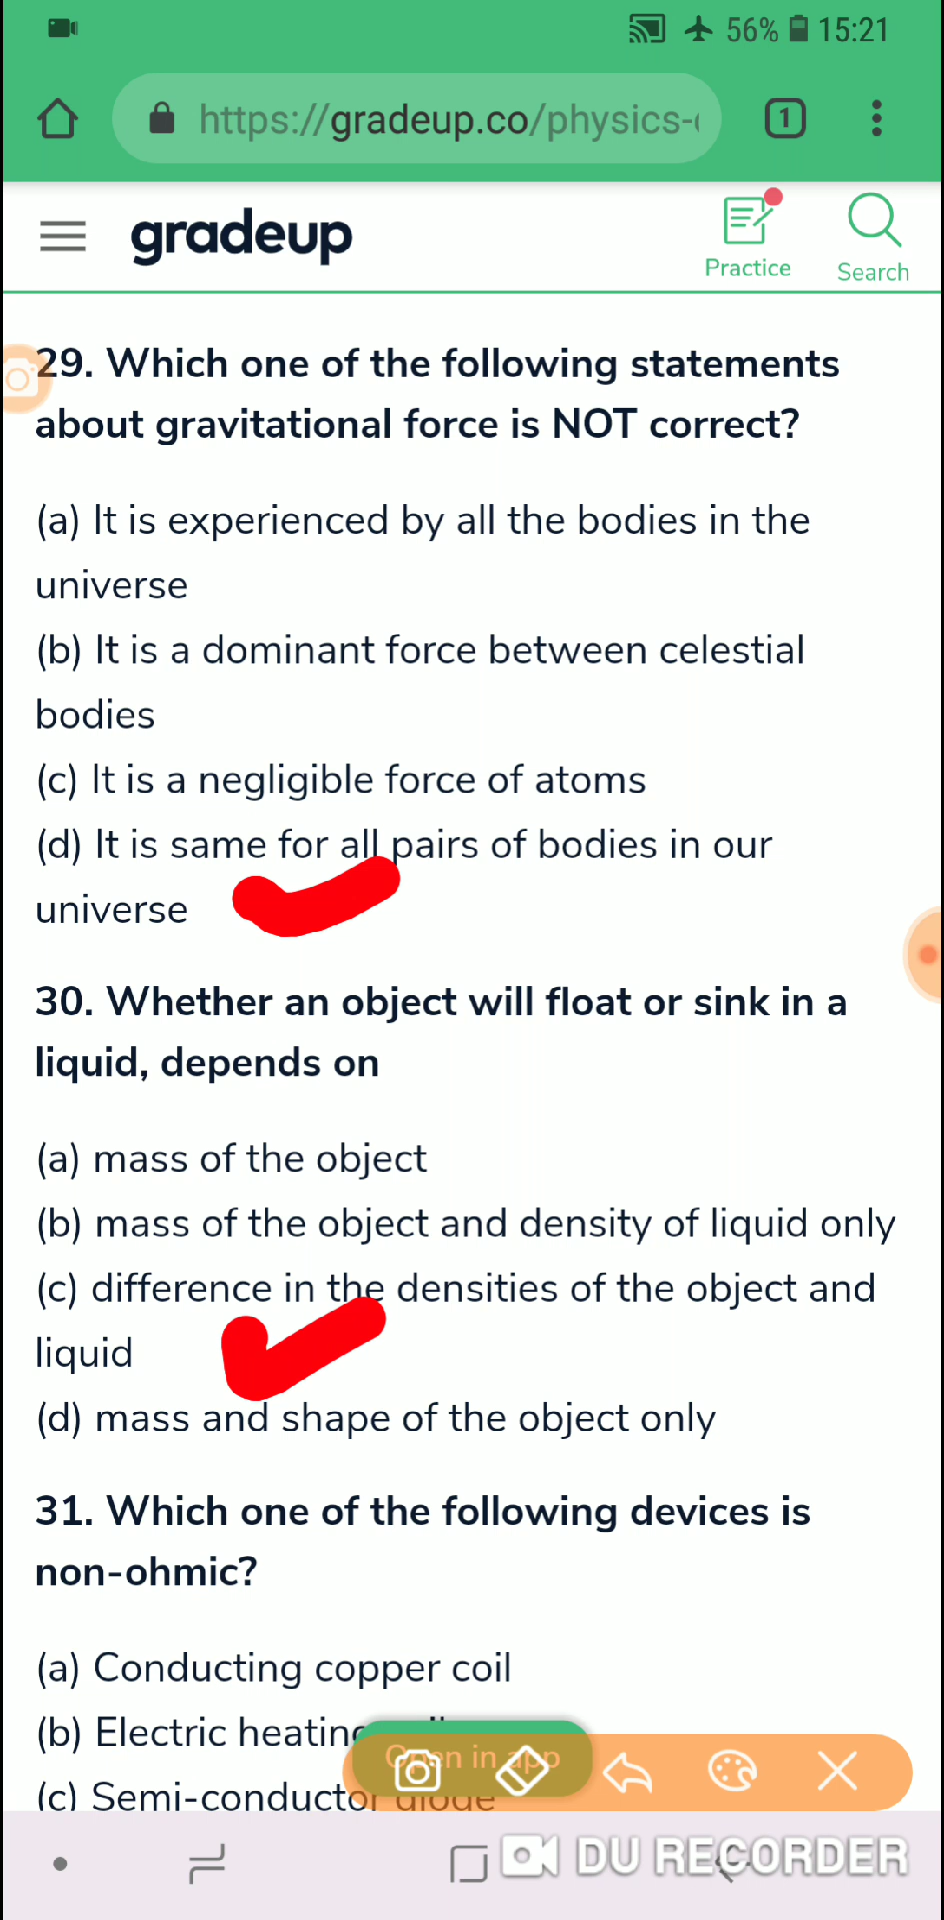 56% 15:21
https://gradeup.co/physics-
1
gradeup
Practice
Search
29. Which one of the following statements
about gravitational force is NOT correct?
(a) It is experienced by all the bodies in the
universe
(b) It is a dominant force between celestial
bodies
(c) It is a negligible force of atoms
(d) It is same for all pairs of bodies in our
universe
30. Whether an object will float or sink in a
liquid, depends on
(a) mass of the object
(b) mass of the object and density of liquid only
(c) difference in the densities of the object and
liquid
(d) mass and shape of the object only
31. Which one of the following devices is
non-ohmic?
(a) Conducting copper coil
(b) Electric heating
Open in app
(c) Semi-conductor diode
DU RECORDER